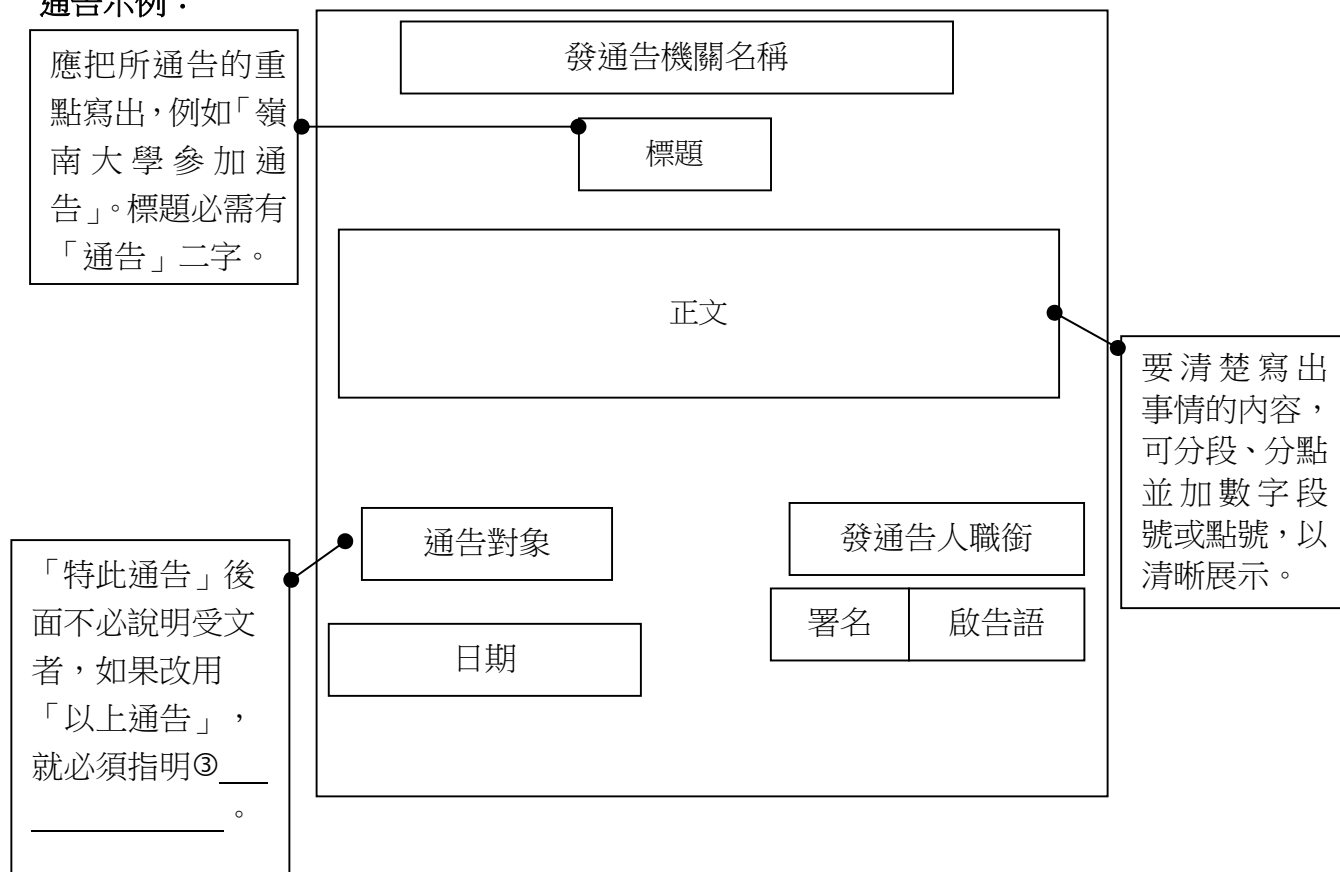 通告示例：
應把所通告的重
點寫出，例如「嶺
南大學參加通
告」。標題必需有
「通告」二字。
發通告機關名稱
標題
正文
要清楚寫出
事情的內容，
可分段、分點
並加數字段
號或點號，以
清晰展示。
「特此通告」後
面不必說明受文
者，如果改用
「以上通告」，
就必須指明③___
____________。
通告對象
發通告人職銜
署名
啟告語
日期